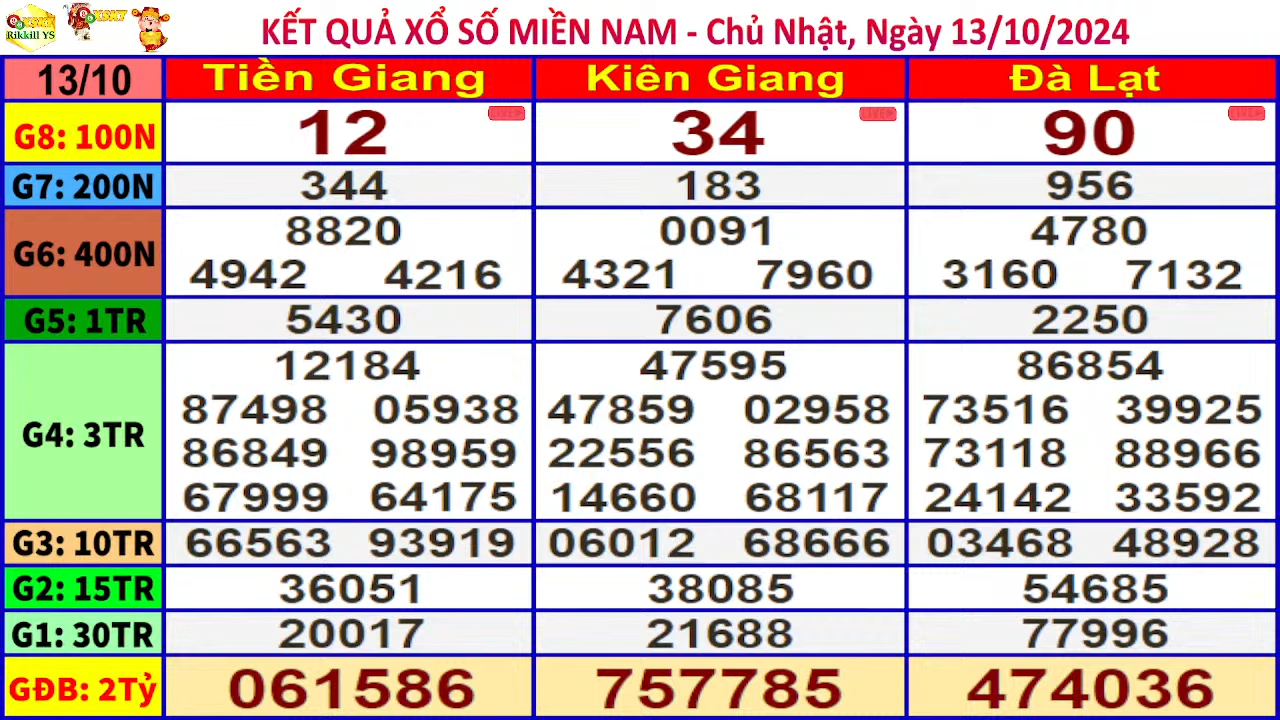 Rikkill YS
KẾT QUẢ XỔ SỐ MIỀN NAM - Chủ Nhật, Ngày 13/10/2024
13/10 Tiền Giang Kiên Giang Đà Lạt
G8: 100N 12 34 90
G7: 200N 344 183 956
8820 0091 4780
G6: 400N
4942 4216 4321 7960 3160 7132
G5: 1TR 5430 7606 2250
12184 47595 86854
87498 05938 47859 02958 73516 39925
G4: 3TR
86849 98959 22556 86563 73118 88966
67999 64175 14660 68117 24142 33592
G3: 10TR 66563 93919 06012 68666 03468 48928
G2: 15TR 36051 38085 54685
G1: 30TR 20017 21688 77996
GĐB: 2Tỷ 061586 757785 474036